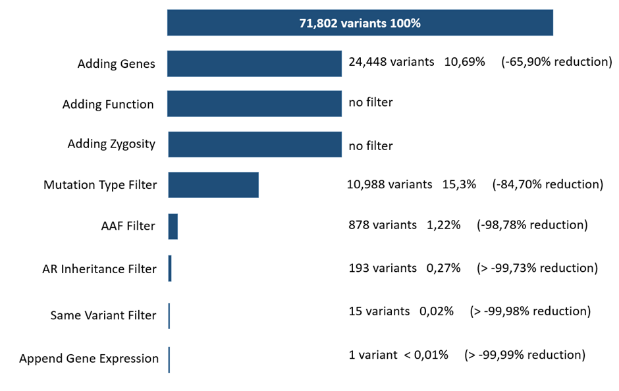 71,802 variants 100%
Adding Genes 24,448 variants 10,69% (-65,90% reduction)
Adding Function no filter
Adding Zygosity no filter
Mutation Type Filter 10,988 variants 15,3% (-84,70% reduction)
AAF Filter 878 variants 1,22% (-98,78% reduction)
AR Inheritance Filter 193 variants 0,27% (> -99,73% reduction)
Same Variant Filter 15 variants 0,02% (> -99,98% reduction)
Append Gene Expression 1 variant < 0,01% (> -99,99% reduction)